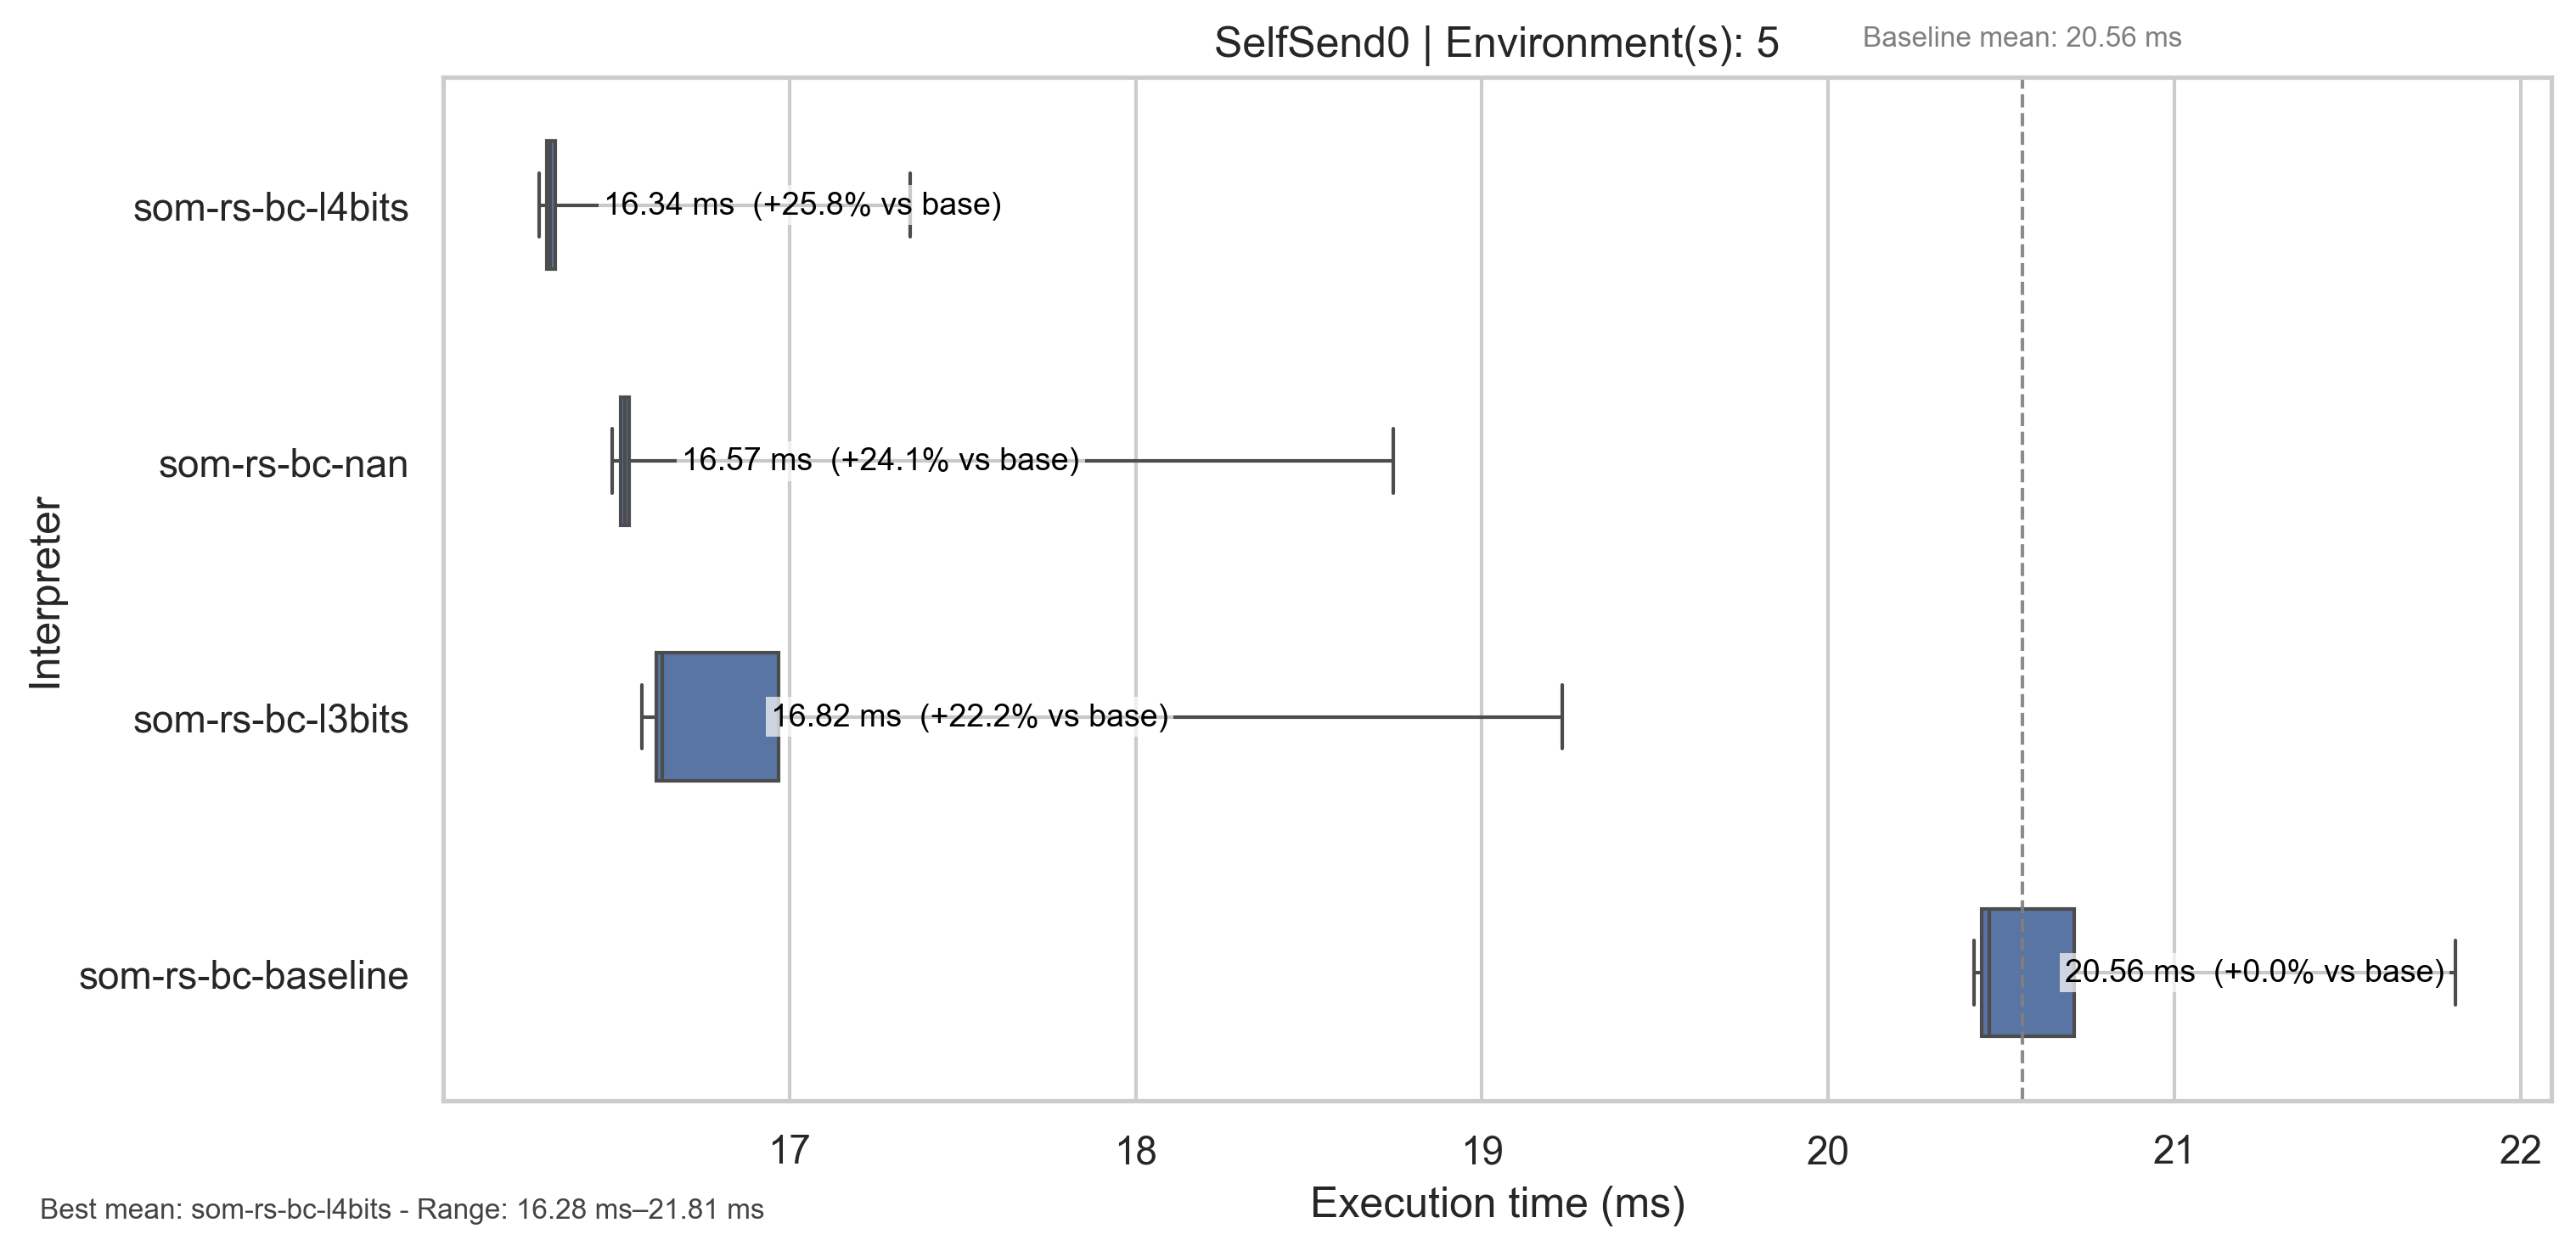 SelfSend0 | Environment(s): 5
Baseline mean: 20.56 ms
Interpreter
som-rs-bc-l4bits
16.34 ms  (+25.8% vs base)
som-rs-bc-nan
16.57 ms  (+24.1% vs base)
som-rs-bc-l3bits
16.82 ms  (+22.2% vs base)
som-rs-bc-baseline
20.56 ms  (+0.0% vs base)
17 18 19 20 21 22
Execution time (ms)
Best mean: som-rs-bc-l4bits - Range: 16.28 ms–21.81 ms